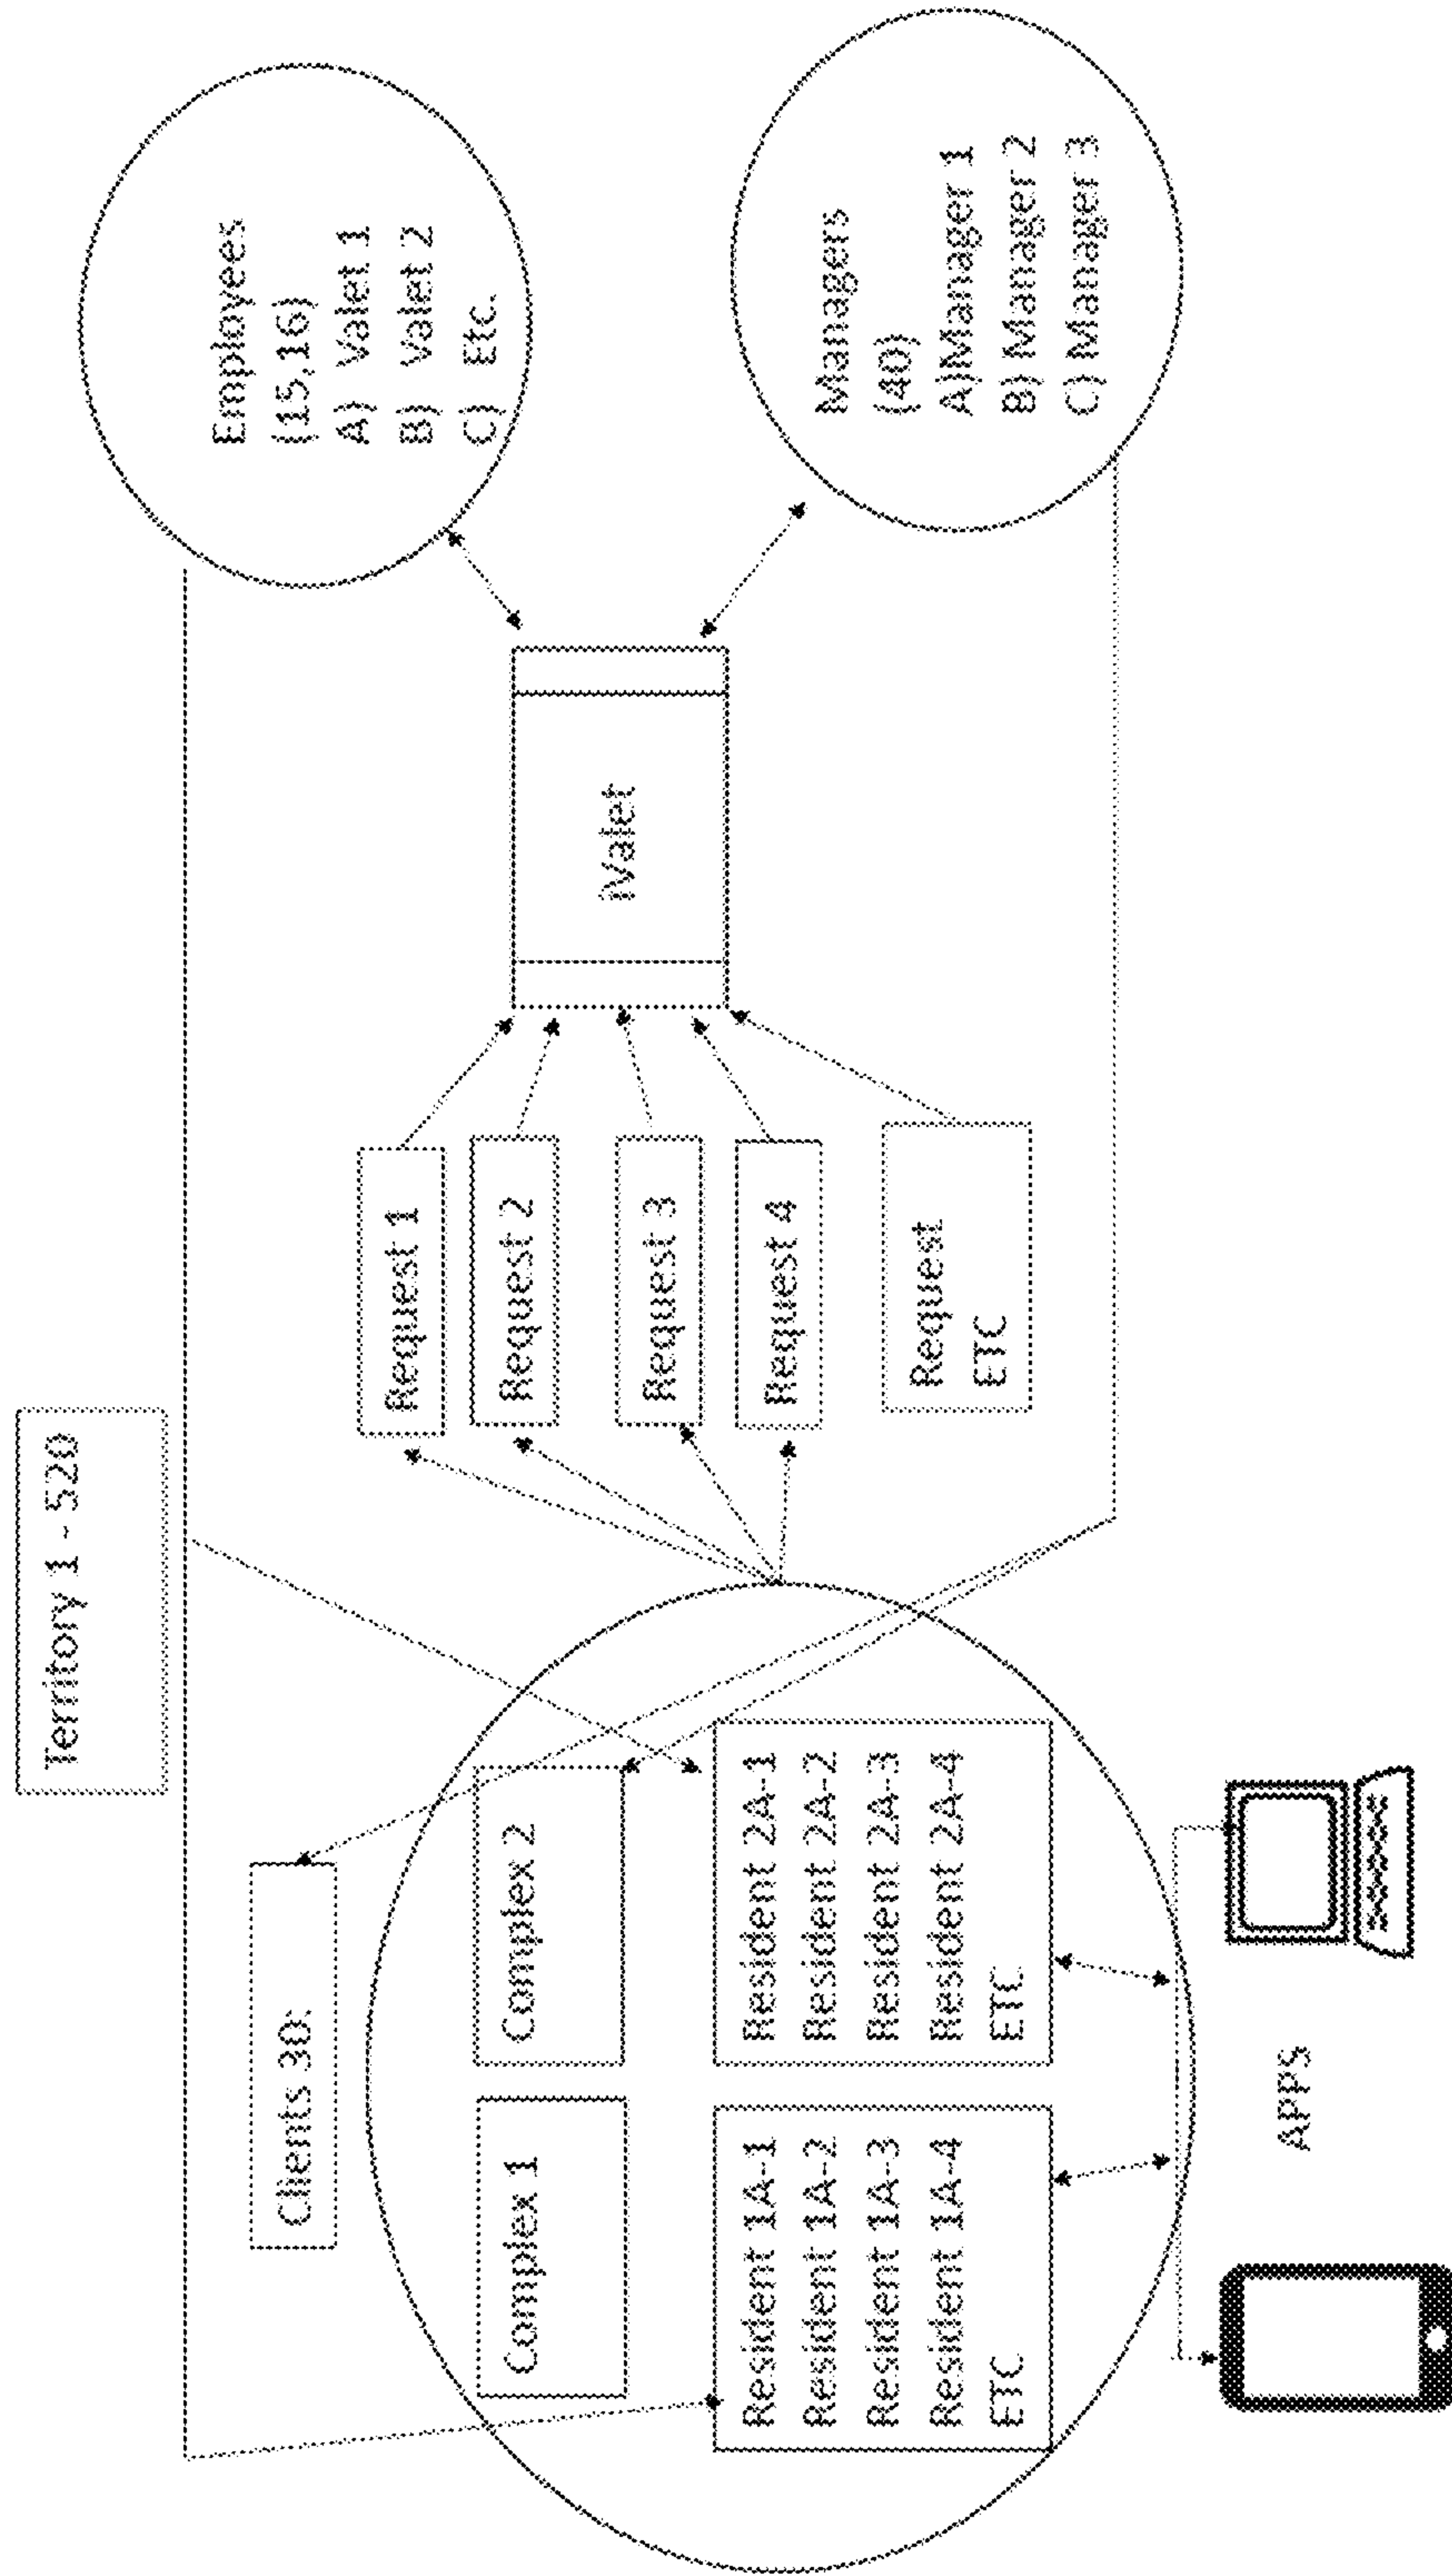 Territory 1 - 520
Clients 30:
Complex 1
Complex 2
Resident 1A-1
Resident 1A-2
Resident 1A-3
Resident 1A-4
ETC
Resident 2A-1
Resident 2A-2
Resident 2A-3
Resident 2A-4
ETC
APPS
Request 1
Request 2
Request 3
Request 4
Request
ETC
iValet
Employees
(15,16)
A) Valet 1
B) Valet 2
C) Etc.
Managers
(40)
A)Manager 1
B) Manager 2
C) Manager 3